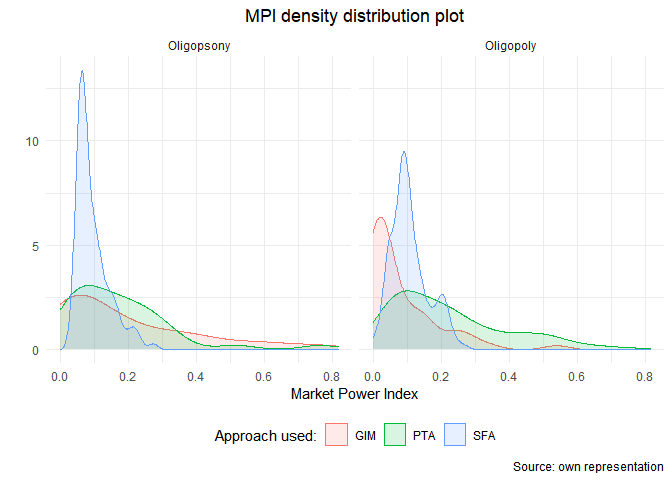 MPI density distribution plot
Oligopsony Oligopoly
10
5
0
0.0 0.2 0.4 0.6 0.8 0.0 0.2 0.4 0.6 0.8
Market Power Index
Approach used: GIM PTA SFA
Source: own representation